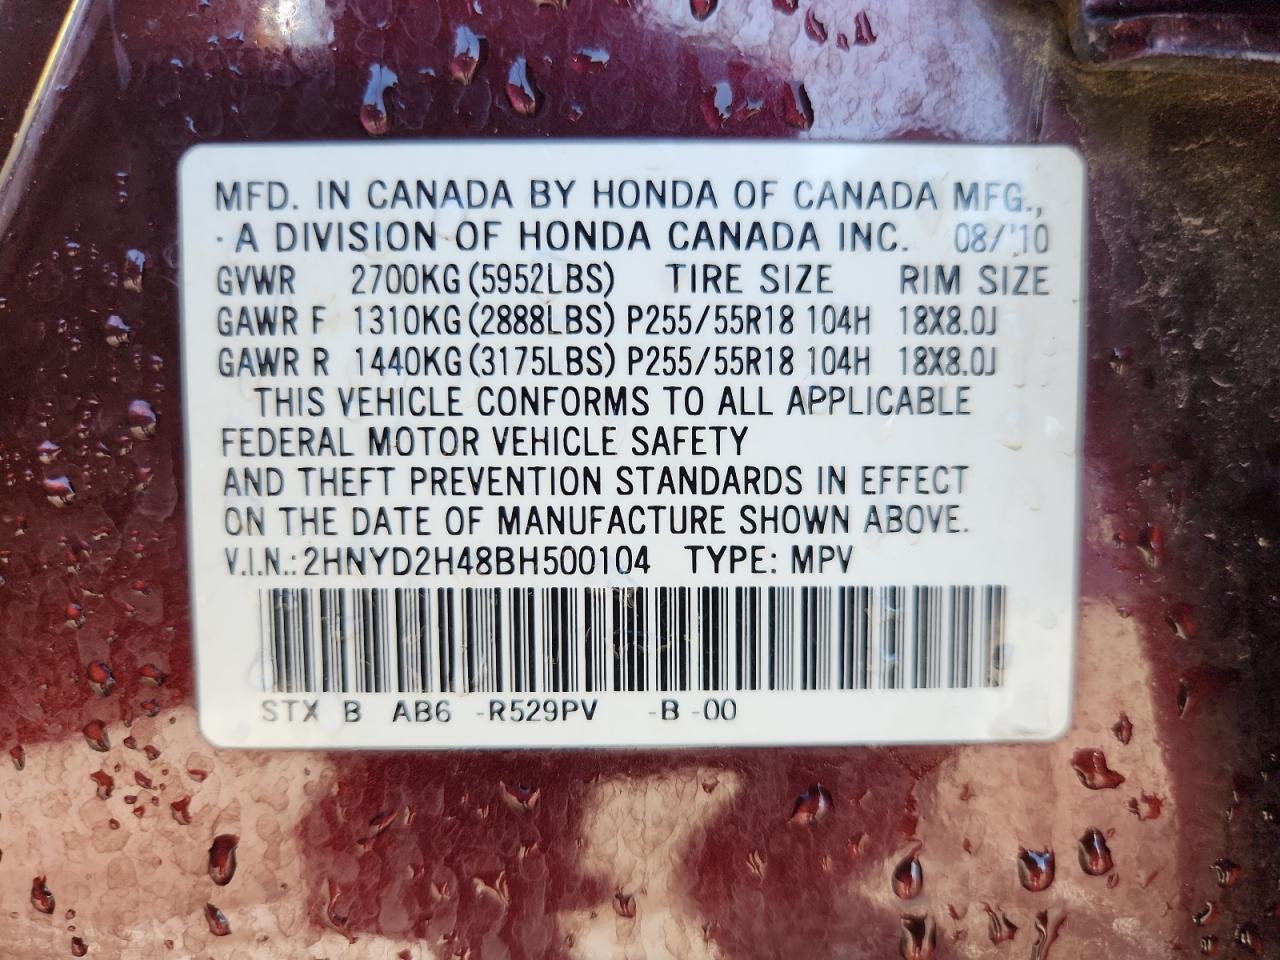 MFD. IN CANADA BY HONDA OF CANADA MFG.,
A DIVISION OF HONDA CANADA INC. 08/'10
GVWR 2700KG (5952LBS) TIRE SIZE RIM SIZE
GAWR F 1310KG (2888LBS) P255/55R18 104H 18X8.0J
GAWR R 1440KG (3175LBS) P255/55R18 104H 18X8.0J
THIS VEHICLE CONFORMS TO ALL APPLICABLE
FEDERAL MOTOR VEHICLE SAFETY
AND THEFT PREVENTION STANDARDS IN EFFECT
ON THE DATE OF MANUFACTURE SHOWN ABOVE.
V.I.N.: 2HNYD2H48BH500104 TYPE: MPV
STX B AB6 -R529PV -B -00